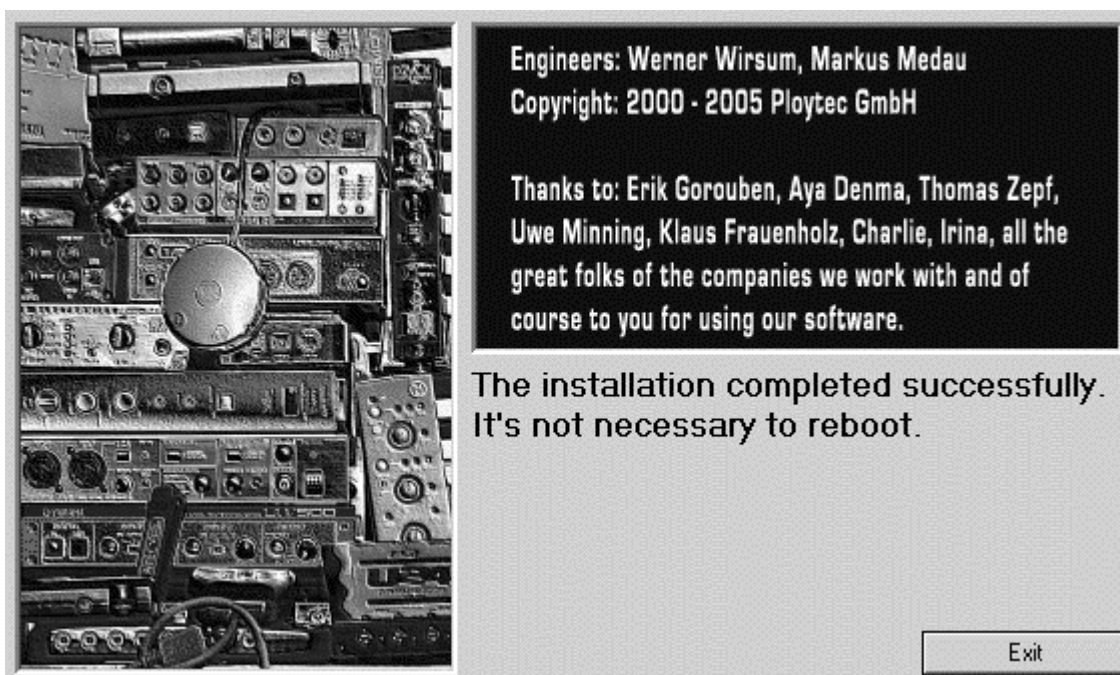 Engineers: Werner Wirsum, Markus Medau
Copyright: 2000 - 2005 Ploytec GmbH
Thanks to: Erik Gorouben, Aya Denma, Thomas Zepf,
Uwe Minning, Klaus Frauenholz, Charlie, Irina, all the
great folks of the companies we work with and of
course to you for using our software.
The installation completed successfully.
It's not necessary to reboot.
Exit